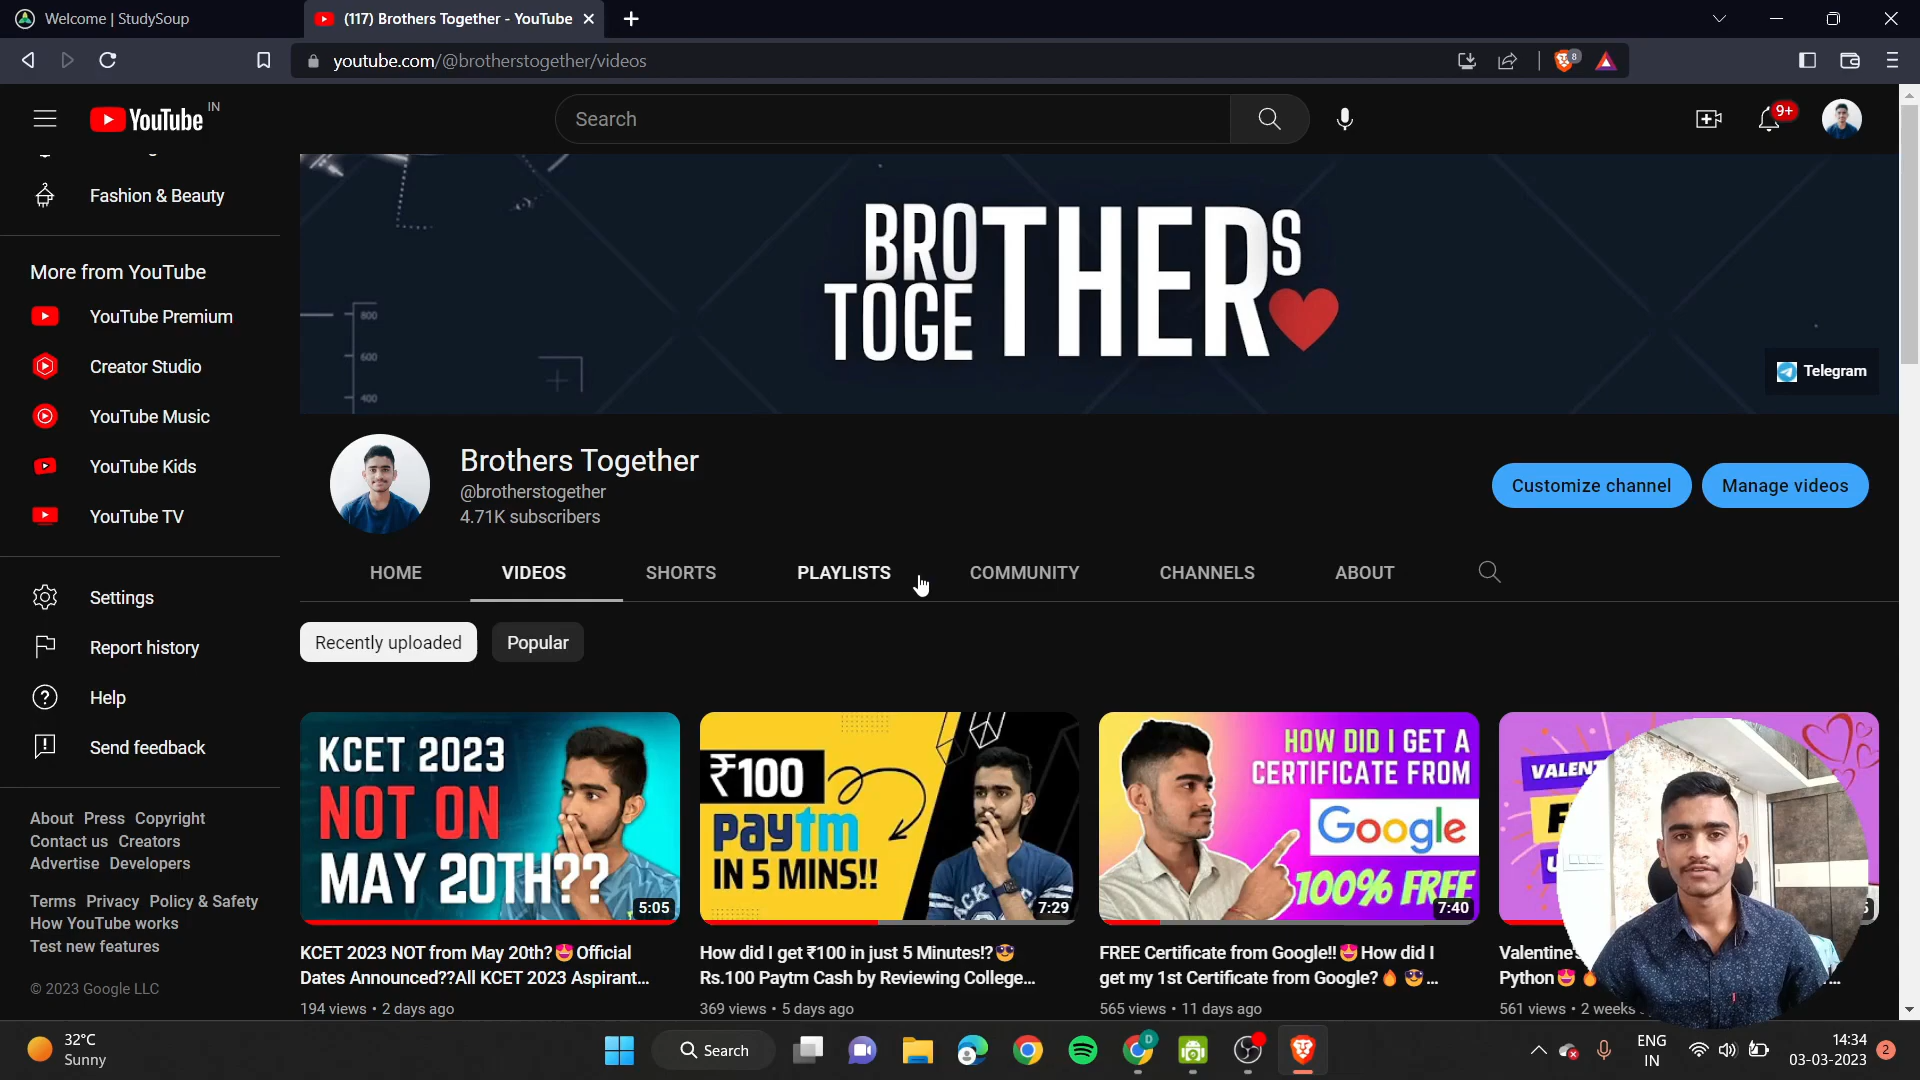 Welcome | StudySoup
(117) Brothers Together - YouTube
youtube.com/@brotherstogether/videos
8
YouTube IN
Search
9+
Fashion & Beauty
More from YouTube
YouTube Premium
Creator Studio
YouTube Music
YouTube Kids
YouTube TV
Settings
Report history
Help
Send feedback
About Press Copyright
Contact us Creators
Advertise Developers
Terms Privacy Policy & Safety
How YouTube works
Test new features
© 2023 Google LLC
800
600
400
BROTHERS
TOGETHER
Telegram
Brothers Together
@brotherstogether
4.71K subscribers
Customize channel
Manage videos
HOME VIDEOS SHORTS PLAYLISTS COMMUNITY CHANNELS ABOUT
Recently uploaded
Popular
KCET 2023
NOT ON
MAY 20TH??
5:05
KCET 2023 NOT from May 20th?🤩Official
Dates Announced??All KCET 2023 Aspirant...
194 views • 2 days ago
₹100
paytm
IN 5 MINS!!
7:29
How did I get ₹100 in just 5 Minutes!?😎
Rs.100 Paytm Cash by Reviewing College...
369 views • 5 days ago
HOW DID I GET A
CERTIFICATE FROM
Google
100% FREE
7:40
FREE Certificate from Google!!🤩How did I
get my 1st Certificate from Google?🔥 😎...
565 views • 11 days ago
Valentine's
Python🤩🔥
561 views • 2 weeks
32°C
Sunny
Search
D
ENG
IN
14:34
03-03-2023
2